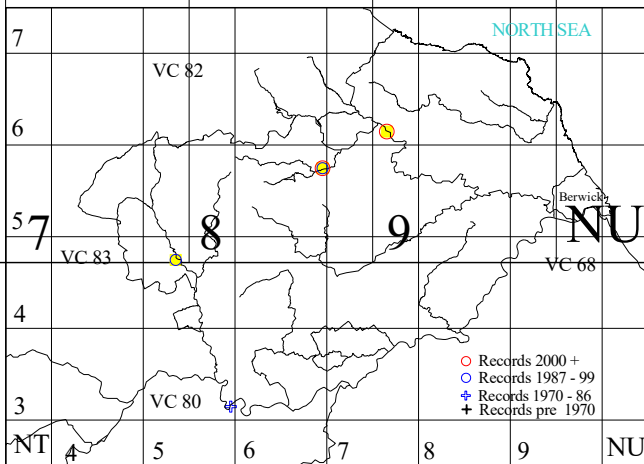 7
NORTH SEA
VC 82
6
Berwick
7
5
8
9
NU
VC 83
VC 68
4
Records 2000 +
Records 1987 - 99
Records 1970 - 86
Records pre 1970
VC 80
3
NT
4
5
6
7
8
9
NU